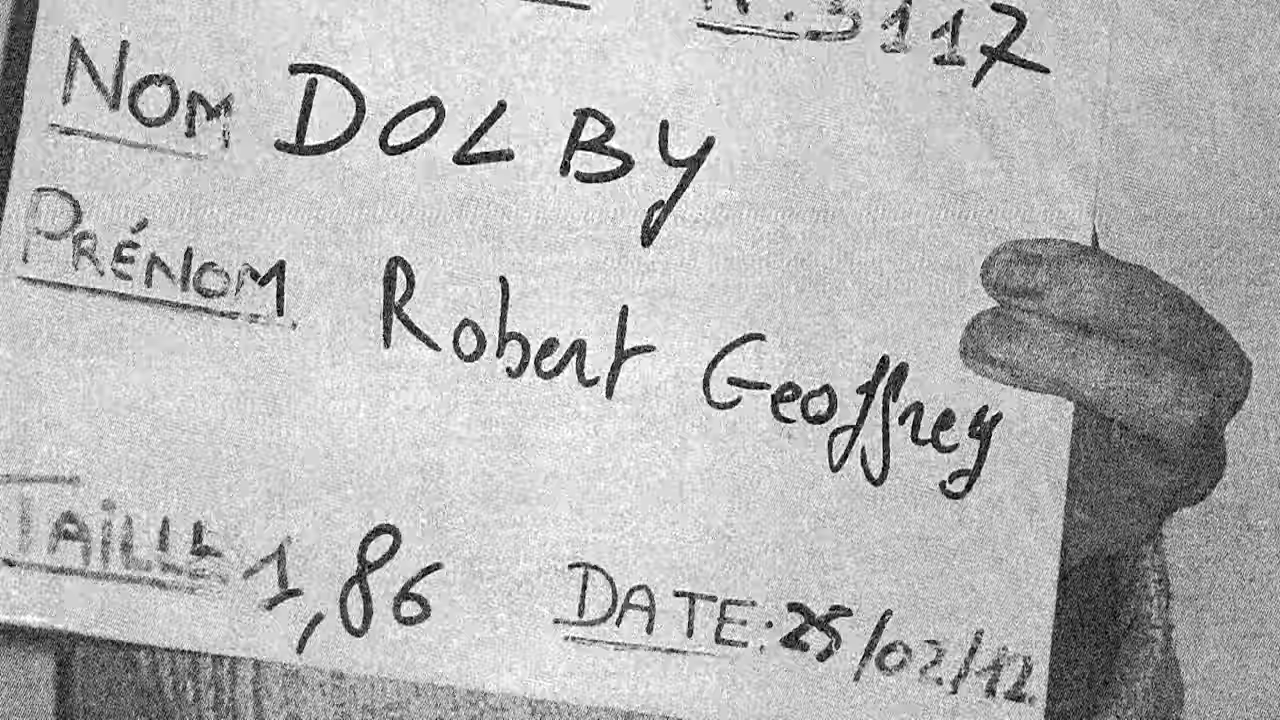 N.3117
NOM DOLBY
PRÉNOM Robert Geoffrey
TAILLE 1,86 DATE: 25/02/12